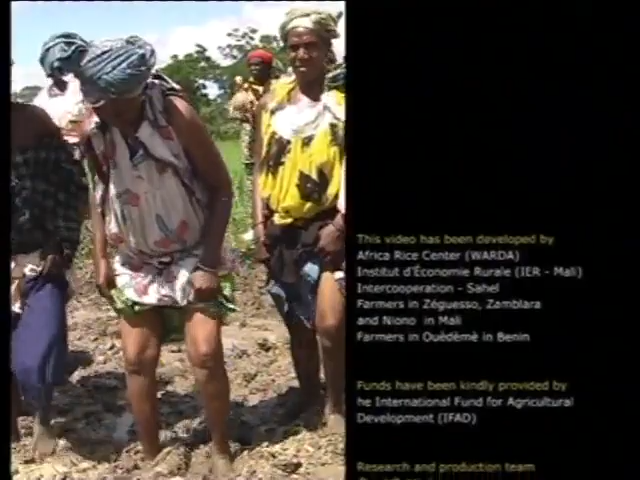 This video has been developed by
Africa Rice Center (WARDA)
Institut d'Économie Rurale (IER - Mali)
Intercooperation - Sahel
Farmers in Zéguesso, Zamblara
and Niono in Mali
Farmers in Ouèdèmè in Benin
Funds have been kindly provided by
he International Fund for Agricultural
Development (IFAD)
Research and production team